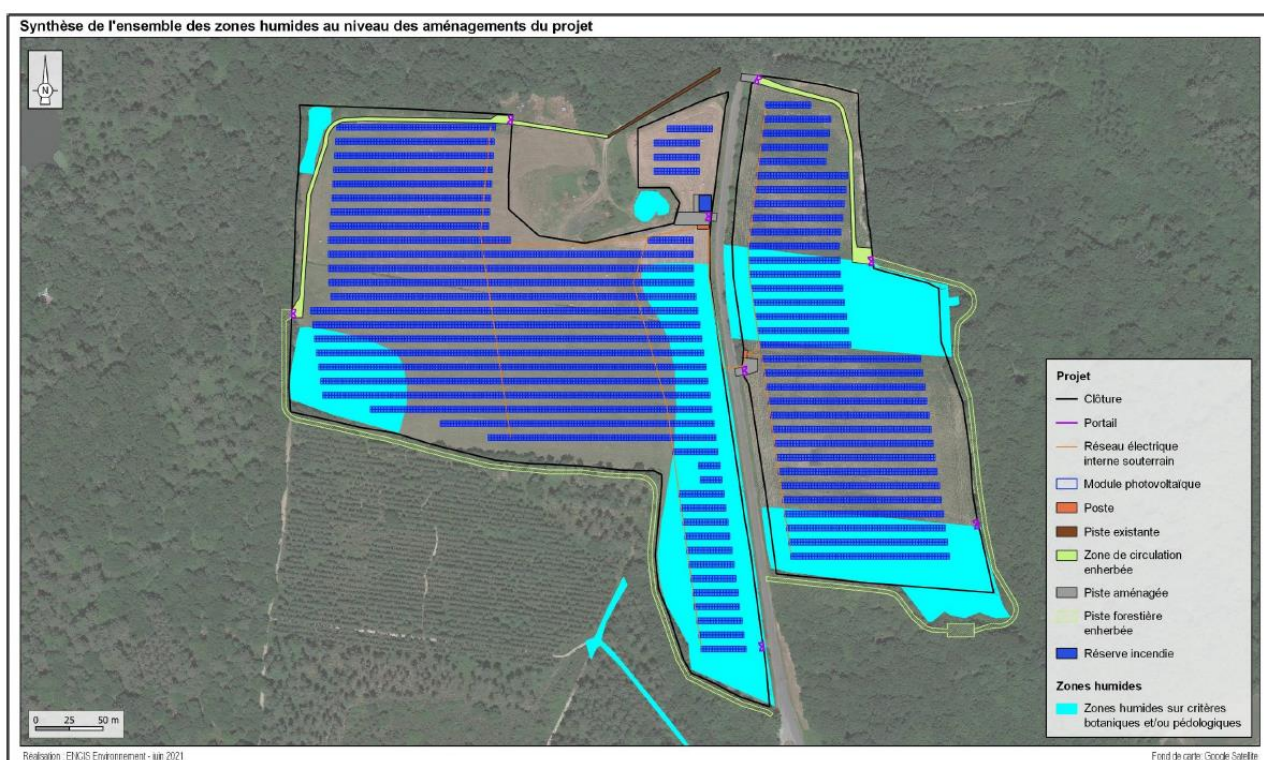 Synthèse de l'ensemble des zones humides au niveau des aménagements du projet
N
Projet
Clôture
Portail
Réseau électrique
interne souterrain
Module photovoltaïque
Poste
Piste existante
Zone de circulation
enherbée
Piste aménagée
Piste forestière
enherbée
Réserve incendie
Zones humides
Zones humides sur critères
botaniques et/ou pédologiques
0 25 50 m
Réalisation : ENCIS Environnement - juin 2021
Fond de carte: Google Satellite